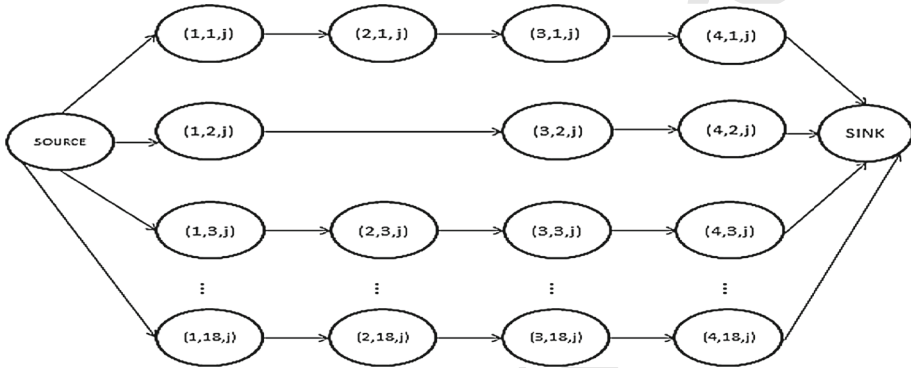 (1,1,j) (2,1,j) (3,1,j) (4,1,j)
SOURCE (1,2,j) (3,2,j) (4,2,j) SINK
(1,3,j) (2,3,j) (3,3,j) (4,3,j)
... ... ... ...
(1,18,j) (2,18,j) (3,18,j) (4,18,j)